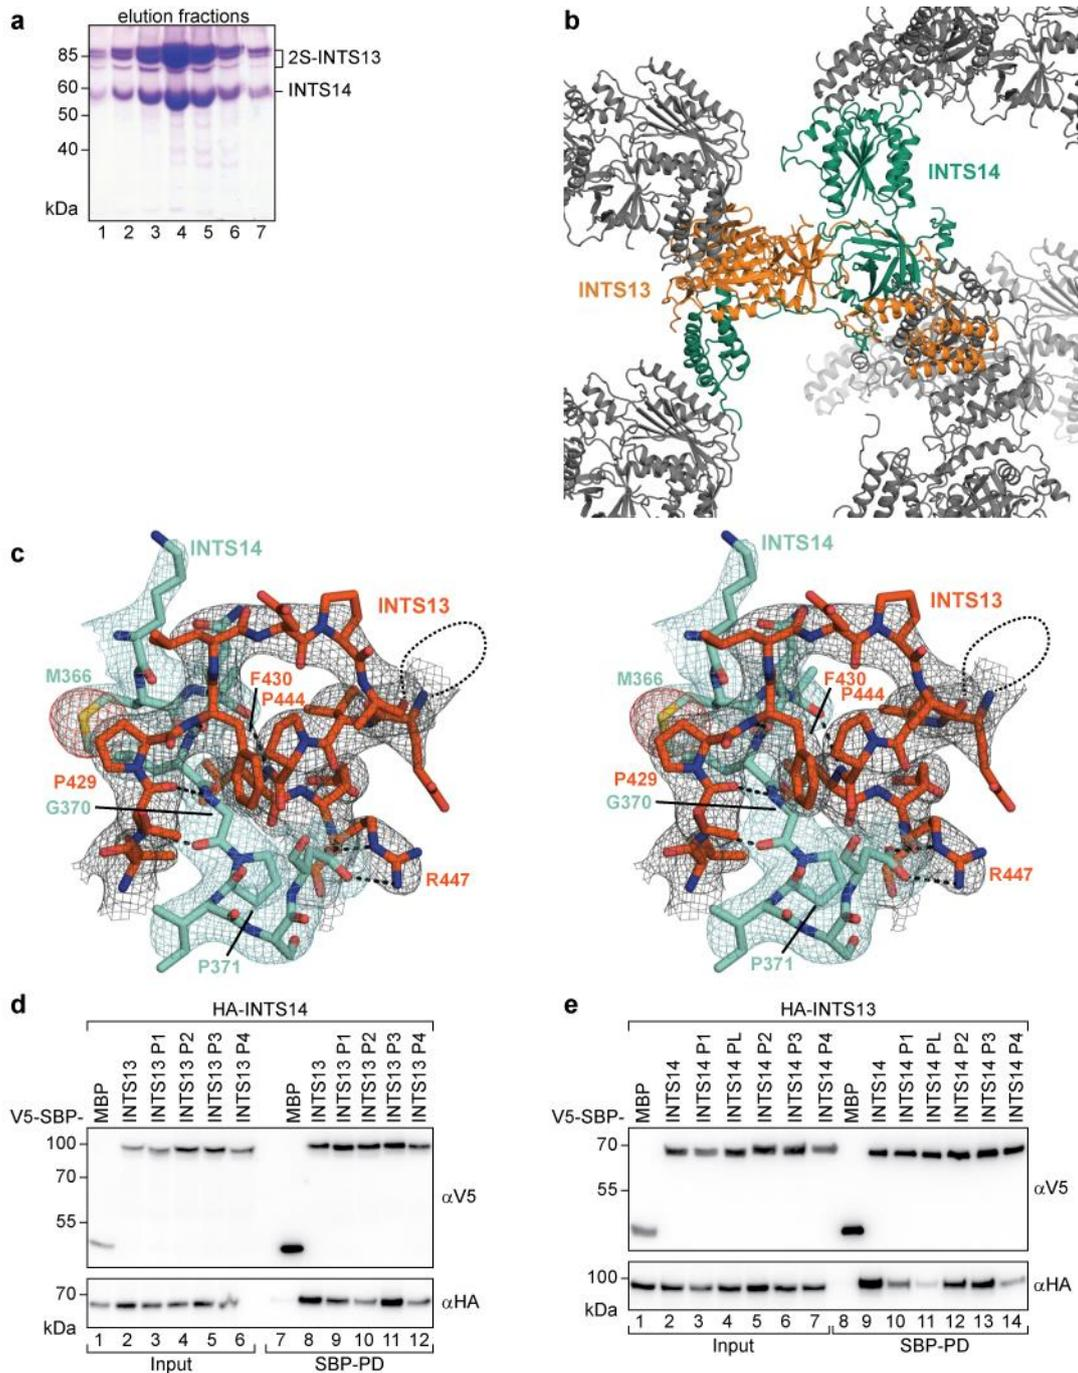 a
elution fractions
85
60
50
40
kDa
2S-INTS13
INTS14
1 2 3 4 5 6 7
b
INTS14
INTS13
c
INTS14
INTS13
M366
F430
P444
P429
G370
R447
P371
INTS14
INTS13
M366
F430
P444
P429
G370
R447
P371
d
HA-INTS14
V5-SBP-
MBP
INTS13
INTS13 P1
INTS13 P2
INTS13 P3
INTS13 P4
MBP
INTS13
INTS13 P1
INTS13 P2
INTS13 P3
INTS13 P4
100
70
55
αV5
70
αHA
kDa
1 2 3 4 5 6 7 8 9 10 11 12
Input SBP-PD
e
HA-INTS13
V5-SBP-
MBP
INTS14
INTS14 P1
INTS14 PL
INTS14 P2
INTS14 P3
INTS14 P4
MBP
INTS14
INTS14 P1
INTS14 PL
INTS14 P2
INTS14 P3
INTS14 P4
70
55
αV5
100
αHA
kDa
1 2 3 4 5 6 7 8 9 10 11 12 13 14
Input SBP-PD